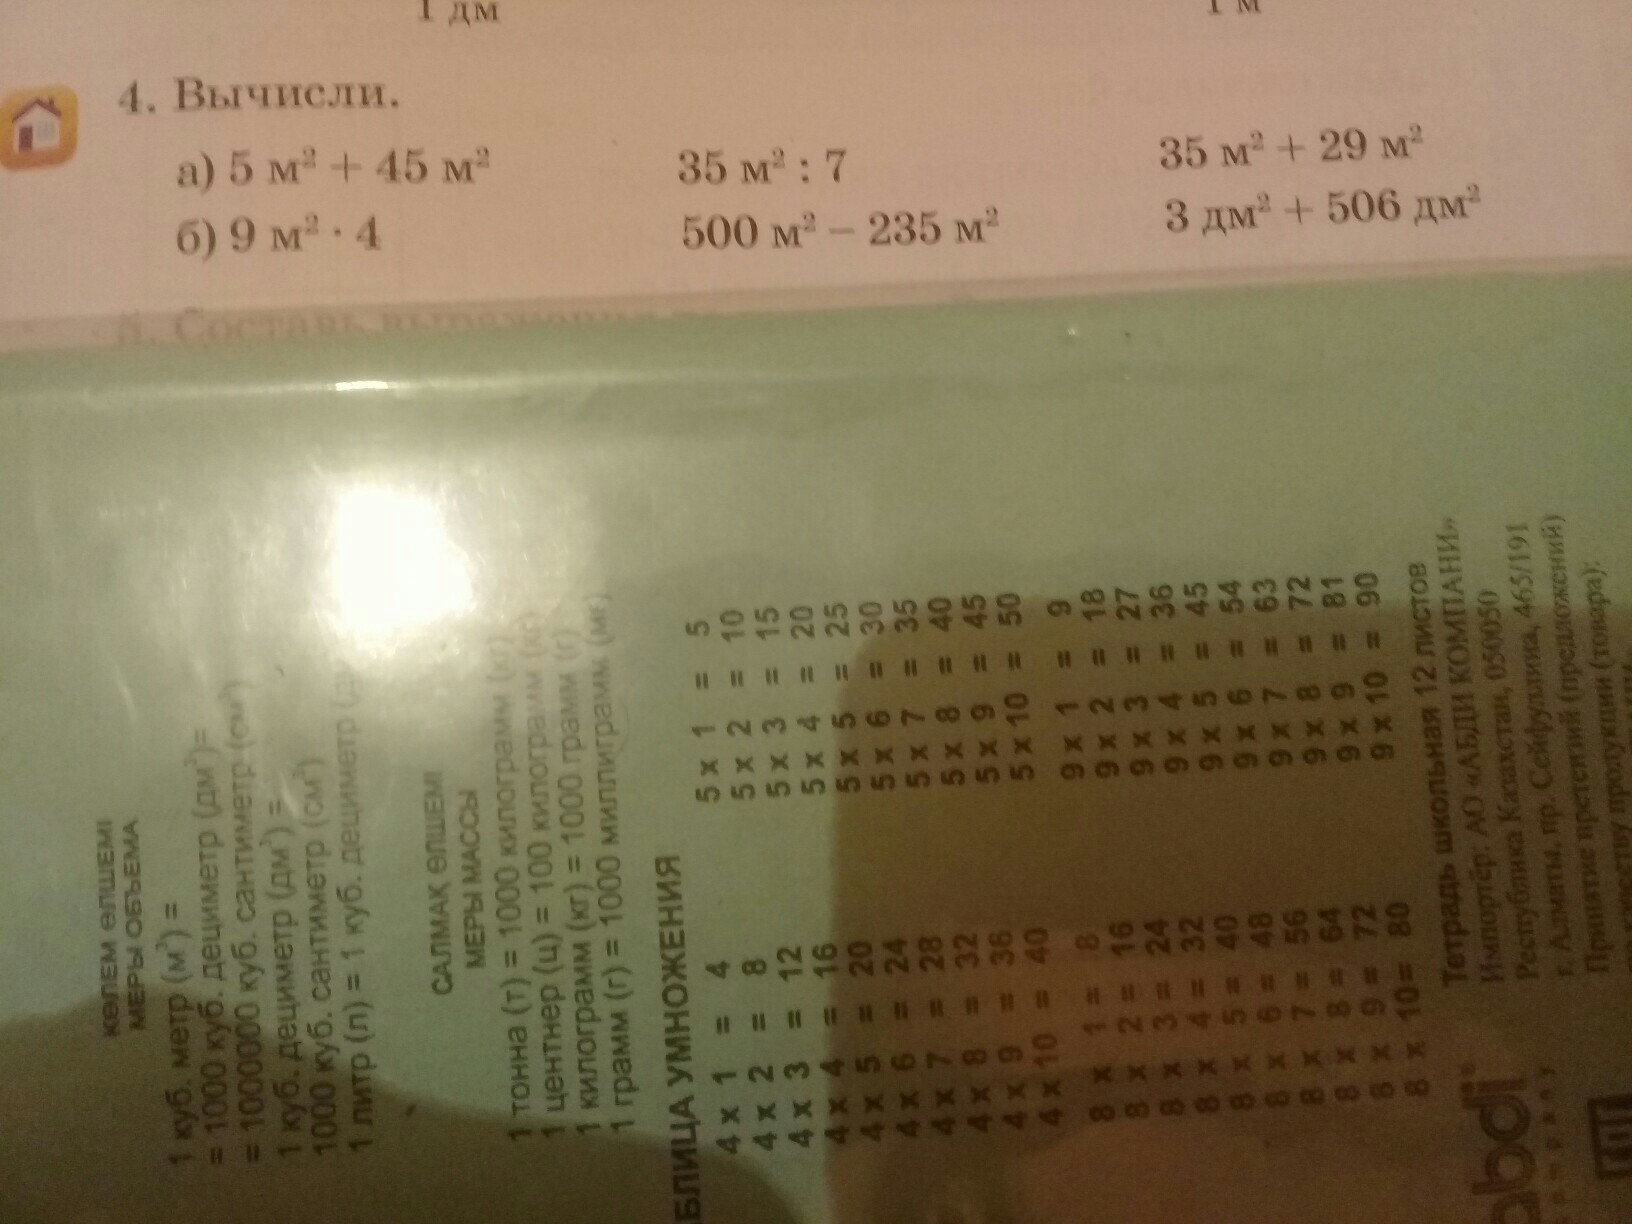 1 дм 1 м
4. Вычисли.
а) 5 м² + 45 м² 35 м² : 7 35 м² + 29 м²
б) 9 м² · 4 500 м² – 235 м² 3 дм² + 506 дм²
5. Составь выражения
КӨЛЕМ ӨЛШЕМІ
МЕРЫ ОБЪЕМА
1 куб. метр (м³) =
= 1000 куб. дециметр (дм³)=
= 1000000 куб. сантиметр (см³)
1 куб. дециметр (дм³) =
1000 куб. сантиметр (см³)
1 литр (л) = 1 куб. дециметр
САЛМАҚ ӨЛШЕМІ
МЕРЫ МАССЫ
1 тонна (т) = 1000 килограмм (кг)
1 центнер (ц) = 100 килограмм (кг)
1 килограмм (кг) = 1000 грамм (г)
1 грамм (г) = 1000 миллиграмм (мг)
БЛИЦА УМНОЖЕНИЯ
4 x 1 = 4 5 x 1 = 5
4 x 2 = 8 5 x 2 = 10
4 x 3 = 12 5 x 3 = 15
4 x 4 = 16 5 x 4 = 20
4 x 5 = 20 5 x 5 = 25
4 x 6 = 24 5 x 6 = 30
4 x 7 = 28 5 x 7 = 35
4 x 8 = 32 5 x 8 = 40
4 x 9 = 36 5 x 9 = 45
4 x 10 = 40 5 x 10 = 50
8 x 1 = 8 9 x 1 = 9
8 x 2 = 16 9 x 2 = 18
8 x 3 = 24 9 x 3 = 27
8 x 4 = 32 9 x 4 = 36
8 x 5 = 40 9 x 5 = 45
8 x 6 = 48 9 x 6 = 54
8 x 7 = 56 9 x 7 = 63
8 x 8 = 64 9 x 8 = 72
8 x 9 = 72 9 x 9 = 81
8 x 10= 80 9 x 10 = 90
Тетрадь школьная 12 листов
Импортёр: АО «АБДИ КОМПАНИ»
Республика Казахстан, 050050
г. Алматы, пр. Сейфуллина, 465/191
Принятие претензий (предложений)
продукции (товара):
abdi